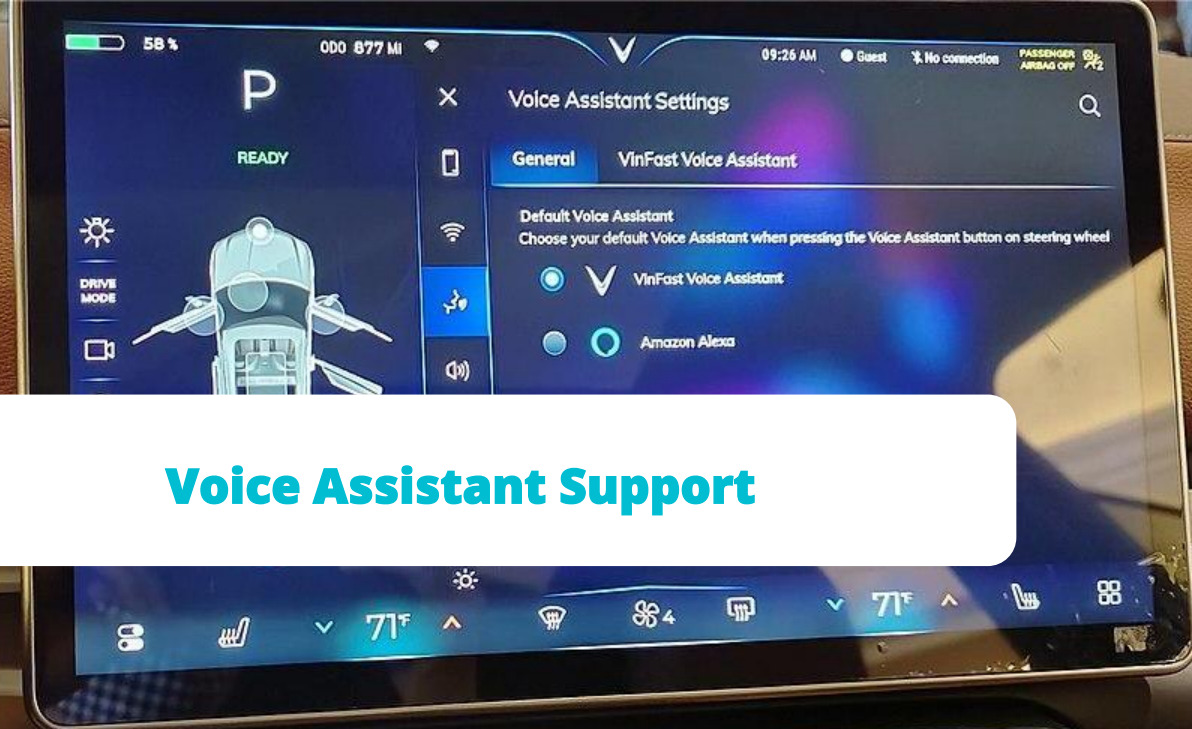 58 %
ODO 877 MI
09:26 AM
Guest
No connection
PASSENGER
AIRBAG OFF
2
P
READY
DRIVE
MODE
Voice Assistant Settings
General
VinFast Voice Assistant
Default Voice Assistant
Choose your default Voice Assistant when pressing the Voice Assistant button on steering wheel
VinFast Voice Assistant
Amazon Alexa
Voice Assistant Support
71°F
4
71°F